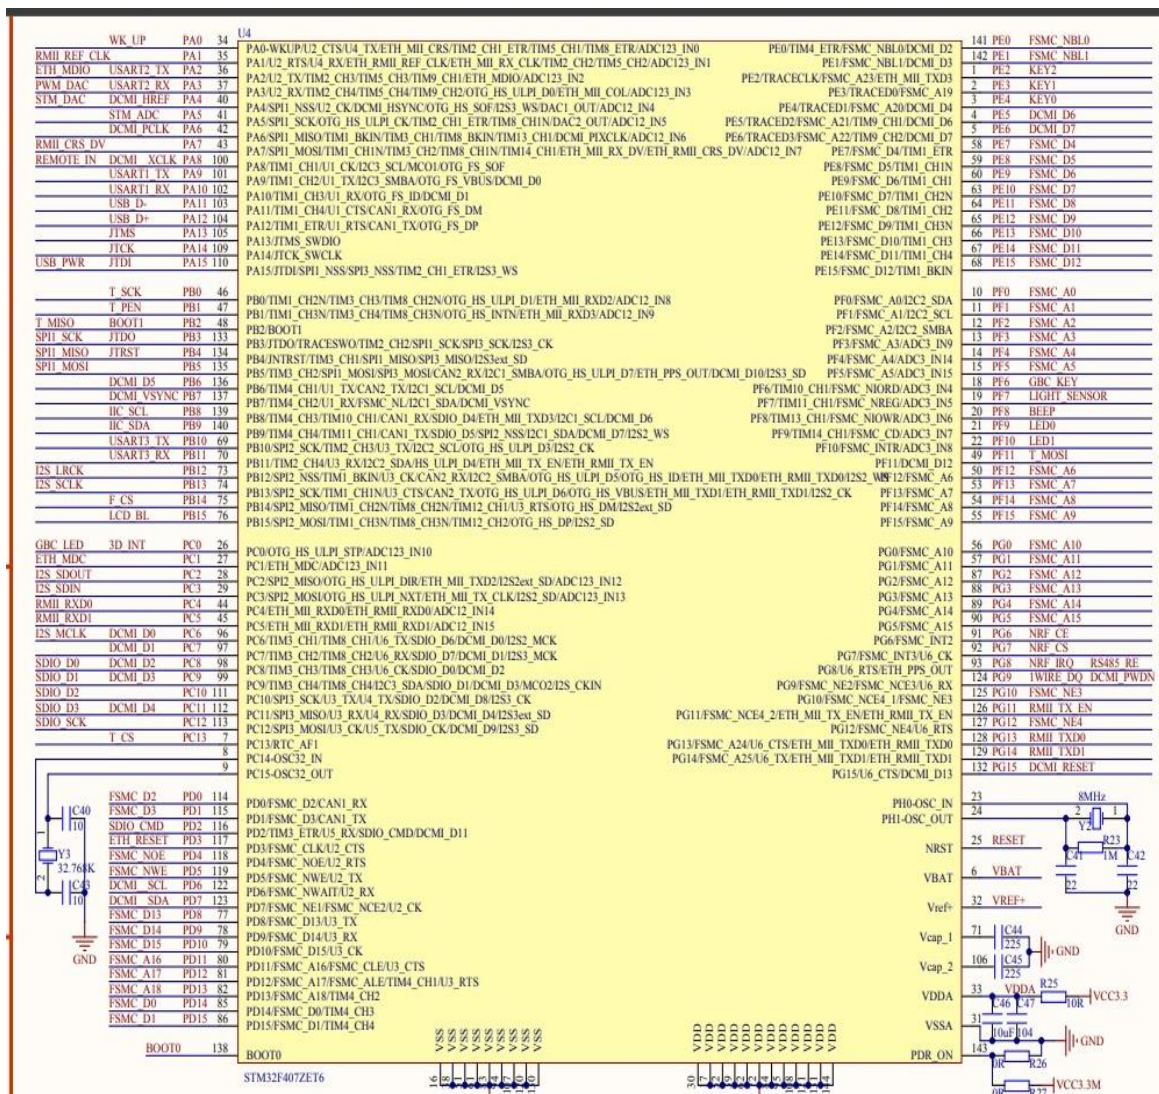 U4
WK_UP PA0 34 PA0-WKUP/U2_CTS/U4_TX/ETH_MII_CRS/TIM2_CH1_ETR/TIM5_CH1/TIM8_ETR/ADC123_IN0 PE0/TIM4_ETR/FSMC_NBL0/DCMI_D2 141 PE0 FSMC_NBL0
RMII_REF_CLK PA1 35 PA1/U2_RTS/U4_RX/ETH_RMII_REF_CLK/ETH_MII_RX_CLK/TIM2_CH2/TIM5_CH2/ADC123_IN1 PE1/FSMC_NBL1/DCMI_D3 142 PE1 FSMC_NBL1
ETH_MDIO USART2_TX PA2 36 PA2/U2_TX/TIM2_CH3/TIM5_CH3/TIM9_CH1/ETH_MDIO/ADC123_IN2 PE2/TRACECLK/FSMC_A23/ETH_MII_TXD3 1 PE2 KEY2
PWM_DAC USART2_RX PA3 37 PA3/U2_RX/TIM2_CH4/TIM5_CH4/TIM9_CH2/OTG_HS_ULPI_D0/ETH_MII_COL/ADC123_IN3 PE3/TRACED0/FSMC_A19 2 PE3 KEY1
STM_DAC DCMI_HREF PA4 40 PA4/SPI1_NSS/U2_CK/DCMI_HSYNC/OTG_HS_SOF/I2S3_WS/DAC1_OUT/ADC12_IN4 PE4/TRACED1/FSMC_A20/DCMI_D4 3 PE4 KEY0
STM_ADC PA5 41 PA5/SPI1_SCK/OTG_HS_ULPI_CK/TIM2_CH1_ETR/TIM8_CH1N/DAC2_OUT/ADC12_IN5 PE5/TRACED2/FSMC_A21/TIM9_CH1/DCMI_D6 4 PE5 DCMI_D6
DCMI_PCLK PA6 42 PA6/SPI1_MISO/TIM1_BKIN/TIM3_CH1/TIM8_BKIN/TIM13_CH1/DCMI_PIXCLK/ADC12_IN6 PE6/TRACED3/FSMC_A22/TIM9_CH2/DCMI_D7 5 PE6 DCMI_D7
RMII_CRS_DV PA7 43 PA7/SPI1_MOSI/TIM1_CH1N/TIM3_CH2/TIM8_CH1N/TIM14_CH1/ETH_MII_RX_DV/ETH_RMII_CRS_DV/ADC12_IN7 PE7/FSMC_D4/TIM1_ETR 58 PE7 FSMC_D4
REMOTE_IN DCMI_XCLK PA8 100 PA8/TIM1_CH1/U1_CK/I2C3_SCL/MCO1/OTG_FS_SOF PE8/FSMC_D5/TIM1_CH1N 59 PE8 FSMC_D5
USART1_TX PA9 101 PA9/TIM1_CH2/U1_TX/I2C3_SMBA/OTG_FS_VBUS/DCMI_D0 PE9/FSMC_D6/TIM1_CH1 60 PE9 FSMC_D6
USART1_RX PA10 102 PA10/TIM1_CH3/U1_RX/OTG_FS_ID/DCMI_D1 PE10/FSMC_D7/TIM1_CH2N 63 PE10 FSMC_D7
USB_D- PA11 103 PA11/TIM1_CH4/U1_CTS/CAN1_RX/OTG_FS_DM PE11/FSMC_D8/TIM1_CH2 64 PE11 FSMC_D8
USB_D+ PA12 104 PA12/TIM1_ETR/U1_RTS/CAN1_TX/OTG_FS_DP PE12/FSMC_D9/TIM1_CH3N 65 PE12 FSMC_D9
JTMS PA13 105 PA13/JTMS_SWDIO PE13/FSMC_D10/TIM1_CH3 66 PE13 FSMC_D10
JTCK PA14 109 PA14/JTCK_SWCLK PE14/FSMC_D11/TIM1_CH4 67 PE14 FSMC_D11
USB_PWR JTDI PA15 110 PA15/JTDI/SPI1_NSS/SPI3_NSS/TIM2_CH1_ETR/I2S3_WS PE15/FSMC_D12/TIM1_BKIN 68 PE15 FSMC_D12
T_SCK PB0 46 PB0/TIM1_CH2N/TIM3_CH3/TIM8_CH2N/OTG_HS_ULPI_D1/ETH_MII_RXD2/ADC12_IN8 PF0/FSMC_A0/I2C2_SDA 10 PF0 FSMC_A0
T_PEN PB1 47 PB1/TIM1_CH3N/TIM3_CH4/TIM8_CH3N/OTG_HS_INTN/ETH_MII_RXD3/ADC12_IN9 PF1/FSMC_A1/I2C2_SCL 11 PF1 FSMC_A1
T_MISO BOOT1 PB2 48 PB2/BOOT1 PF2/FSMC_A2/I2C2_SMBA 12 PF2 FSMC_A2
SPI1_SCK JTDO PB3 133 PB3/JTDO/TRACESWO/TIM2_CH2/SPI1_SCK/SPI3_SCK/I2S3_CK PF3/FSMC_A3/ADC3_IN9 13 PF3 FSMC_A3
SPI1_MISO JTRST PB4 134 PB4/JNTRST/TIM3_CH1/SPI1_MISO/SPI3_MISO/I2S3ext_SD PF4/FSMC_A4/ADC3_IN14 14 PF4 FSMC_A4
SPI1_MOSI PB5 135 PB5/TIM3_CH2/SPI1_MOSI/SPI3_MOSI/CAN2_RX/I2C1_SMBA/OTG_HS_ULPI_D7/ETH_PPS_OUT/DCMI_D10/I2S3_SD PF5/FSMC_A5/ADC3_IN15 15 PF5 FSMC_A5
DCMI_D5 PB6 136 PB6/TIM4_CH1/U1_TX/CAN2_TX/I2C1_SCL/DCMI_D5 PF6/TIM10_CH1/FSMC_NIORD/ADC3_IN4 18 PF6 GBC_KEY
DCMI_VSYNC PB7 137 PB7/TIM4_CH2/U1_RX/FSMC_NL/I2C1_SDA/DCMI_VSYNC PF7/TIM11_CH1/FSMC_NREG/ADC3_IN5 19 PF7 LIGHT_SENSOR
IIC_SCL PB8 139 PB8/TIM4_CH3/TIM10_CH1/CAN1_RX/SDIO_D4/ETH_MII_TXD3/I2C1_SCL/DCMI_D6 PF8/TIM13_CH1/FSMC_NIOWR/ADC3_IN6 20 PF8 BEEP
IIC_SDA PB9 140 PB9/TIM4_CH4/TIM11_CH1/CAN1_TX/SDIO_D5/SPI2_NSS/I2C1_SDA/DCMI_D7/I2S2_WS PF9/TIM14_CH1/FSMC_CD/ADC3_IN7 21 PF9 LED0
USART3_TX PB10 69 PB10/SPI2_SCK/TIM2_CH3/U3_TX/I2C2_SCL/OTG_HS_ULPI_D3/I2S2_CK PF10/FSMC_INTR/ADC3_IN8 22 PF10 LED1
USART3_RX PB11 70 PB11/TIM2_CH4/U3_RX/I2C2_SDA/HS_ULPI_D4/ETH_MII_TX_EN/ETH_RMII_TX_EN PF11/DCMI_D12 49 PF11 T_MOSI
I2S_LRCK PB12 73 PB12/SPI2_NSS/TIM1_BKIN/U3_CK/CAN2_RX/I2C2_SMBA/OTG_HS_ULPI_D5/OTG_HS_ID/ETH_MII_TXD0/ETH_RMII_TXD0/I2S2_WS PF12/FSMC_A6 50 PF12 FSMC_A6
I2S_SCLK PB13 74 PB13/SPI2_SCK/TIM1_CH1N/U3_CTS/CAN2_TX/OTG_HS_ULPI_D6/OTG_HS_VBUS/ETH_MII_TXD1/ETH_RMII_TXD1/I2S2_CK PF13/FSMC_A7 53 PF13 FSMC_A7
F_CS PB14 75 PB14/SPI2_MISO/TIM1_CH2N/TIM8_CH2N/TIM12_CH1/U3_RTS/OTG_HS_DM/I2S2ext_SD PF14/FSMC_A8 54 PF14 FSMC_A8
LCD_BL PB15 76 PB15/SPI2_MOSI/TIM1_CH3N/TIM8_CH3N/TIM12_CH2/OTG_HS_DP/I2S2_SD PF15/FSMC_A9 55 PF15 FSMC_A9
GBC_LED 3D_INT PC0 26 PC0/OTG_HS_ULPI_STP/ADC123_IN10 PG0/FSMC_A10 56 PG0 FSMC_A10
ETH_MDC PC1 27 PC1/ETH_MDC/ADC123_IN11 PG1/FSMC_A11 57 PG1 FSMC_A11
I2S_SDOUT PC2 28 PC2/SPI2_MISO/OTG_HS_ULPI_DIR/ETH_MII_TXD2/I2S2ext_SD/ADC123_IN12 PG2/FSMC_A12 87 PG2 FSMC_A12
I2S_SDIN PC3 29 PC3/SPI2_MOSI/OTG_HS_ULPI_NXT/ETH_MII_TX_CLK/I2S2_SD/ADC123_IN13 PG3/FSMC_A13 88 PG3 FSMC_A13
RMII_RXD0 PC4 44 PC4/ETH_MII_RXD0/ETH_RMII_RXD0/ADC12_IN14 PG4/FSMC_A14 89 PG4 FSMC_A14
RMII_RXD1 PC5 45 PC5/ETH_MII_RXD1/ETH_RMII_RXD1/ADC12_IN15 PG5/FSMC_A15 90 PG5 FSMC_A15
I2S_MCLK DCMI_D0 PC6 96 PC6/TIM3_CH1/TIM8_CH1/U6_TX/SDIO_D6/DCMI_D0/I2S2_MCK PG6/FSMC_INT2 91 PG6 NRF_CE
DCMI_D1 PC7 97 PC7/TIM3_CH2/TIM8_CH2/U6_RX/SDIO_D7/DCMI_D1/I2S3_MCK PG7/FSMC_INT3/U6_CK 92 PG7 NRF_CS
SDIO_D0 DCMI_D2 PC8 98 PC8/TIM3_CH3/TIM8_CH3/U6_CK/SDIO_D0/DCMI_D2 PG8/U6_RTS/ETH_PPS_OUT 93 PG8 NRF_IRQ RS485_RE
SDIO_D1 DCMI_D3 PC9 99 PC9/TIM3_CH4/TIM8_CH4/I2C3_SDA/SDIO_D1/DCMI_D3/MCO2/I2S_CKIN PG9/FSMC_NE2/FSMC_NCE3/U6_RX 124 PG9 1WIRE_DQ DCMI_PWDN
SDIO_D2 PC10 111 PC10/SPI3_SCK/U3_TX/U4_TX/SDIO_D2/DCMI_D8/I2S3_CK PG10/FSMC_NCE4_1/FSMC_NE3 125 PG10 FSMC_NE3
SDIO_D3 DCMI_D4 PC11 112 PC11/SPI3_MISO/U3_RX/U4_RX/SDIO_D3/DCMI_D4/I2S3ext_SD PG11/FSMC_NCE4_2/ETH_MII_TX_EN/ETH_RMII_TX_EN 126 PG11 RMII_TX_EN
SDIO_SCK PC12 113 PC12/SPI3_MOSI/U3_CK/U5_TX/SDIO_CK/DCMI_D9/I2S3_SD PG12/FSMC_NE4/U6_RTS 127 PG12 FSMC_NE4
T_CS PC13 7 PC13/RTC_AF1 PG13/FSMC_A24/U6_CTS/ETH_MII_TXD0/ETH_RMII_TXD0 128 PG13 RMII_TXD0
8 PC14-OSC32_IN PG14/FSMC_A25/U6_TX/ETH_MII_TXD1/ETH_RMII_TXD1 129 PG14 RMII_TXD1
9 PC15-OSC32_OUT PG15/U6_CTS/DCMI_D13 132 PG15 DCMI_RESET
FSMC_D2 PD0 114 PD0/FSMC_D2/CAN1_RX PH0-OSC_IN 23 8MHz
FSMC_D3 PD1 115 PD1/FSMC_D3/CAN1_TX PH1-OSC_OUT 24 2 1
C40 10 Y2
SDIO_CMD PD2 116 PD2/TIM3_ETR/U5_RX/SDIO_CMD/DCMI_D11
ETH_RESET PD3 117 PD3/FSMC_CLK/U2_CTS NRST 25 RESET R23 1M
1 Y3 32.768K 2
FSMC_NOE PD4 118 PD4/FSMC_NOE/U2_RTS C41 22 C42 22
FSMC_NWE PD5 119 PD5/FSMC_NWE/U2_TX VBAT 6 VBAT
C43 10
DCMI_SCL PD6 122 PD6/FSMC_NWAIT/U2_RX
DCMI_SDA PD7 123 PD7/FSMC_NE1/FSMC_NCE2/U2_CK Vref+ 32 VREF+
FSMC_D13 PD8 77 PD8/FSMC_D13/U3_TX GND
FSMC_D14 PD9 78 PD9/FSMC_D14/U3_RX Vcap_1 71 C44 225
GND FSMC_D15 PD10 79 PD10/FSMC_D15/U3_CK GND
FSMC_A16 PD11 80 PD11/FSMC_A16/FSMC_CLE/U3_CTS Vcap_2 106 C45 225
FSMC_A17 PD12 81 PD12/FSMC_A17/FSMC_ALE/TIM4_CH1/U3_RTS
FSMC_A18 PD13 82 PD13/FSMC_A18/TIM4_CH2 VDDA 33 VDDA R25 10R VCC3.3
FSMC_D0 PD14 85 PD14/FSMC_D0/TIM4_CH3 C46 10uF C47 104
FSMC_D1 PD15 86 PD15/FSMC_D1/TIM4_CH4 VSSA 31 GND
BOOT0 138 BOOT0 PDR_ON 143 0R R26
VSS VSS VSS VSS VSS VSS VSS VSS VDD VDD VDD VDD VDD VDD VDD VDD VDD VDD VDD
STM32F407ZET6
16 30
0R R27 VCC3.3M